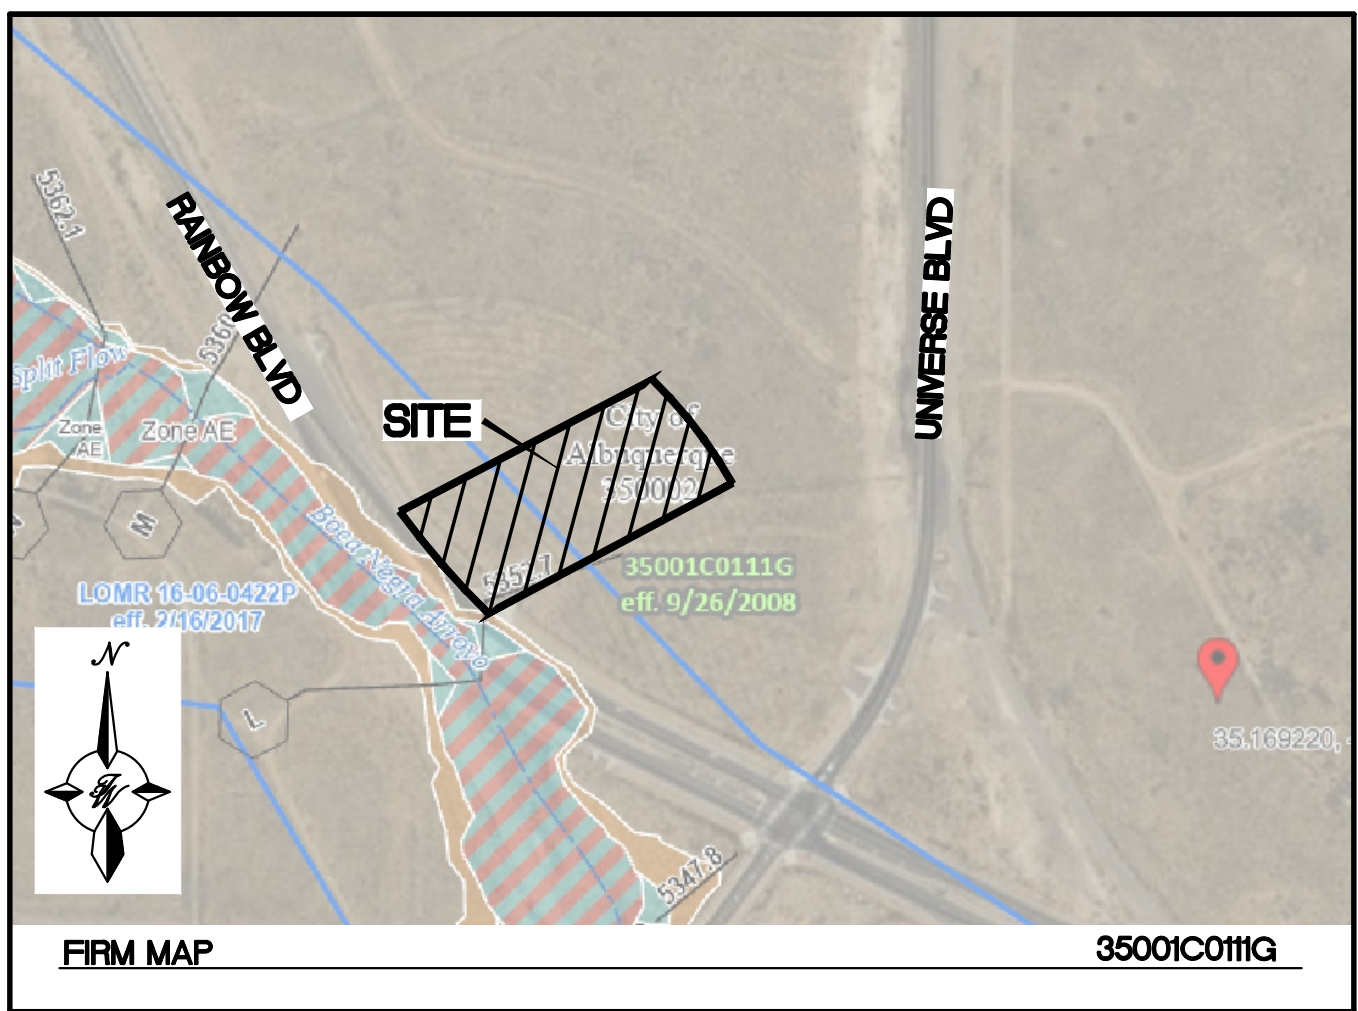 5362.1
RAINBOW BLVD
UNIVERSE BLVD
Split Flow
Zone AE
Zone
AE
SITE
City of
Albuquerque
350002
M
Boca Negra Arroyo
5352.7
35001C0111G
eff. 9/26/2008
LOMR 16-06-0422P
eff. 2/16/2017
N
L
35.169220, -
5347.8
FIRM MAP
35001C0111G